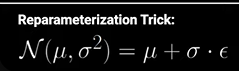 Reparameterization Trick:
𝒩(μ, σ²) = μ + σ · ϵ